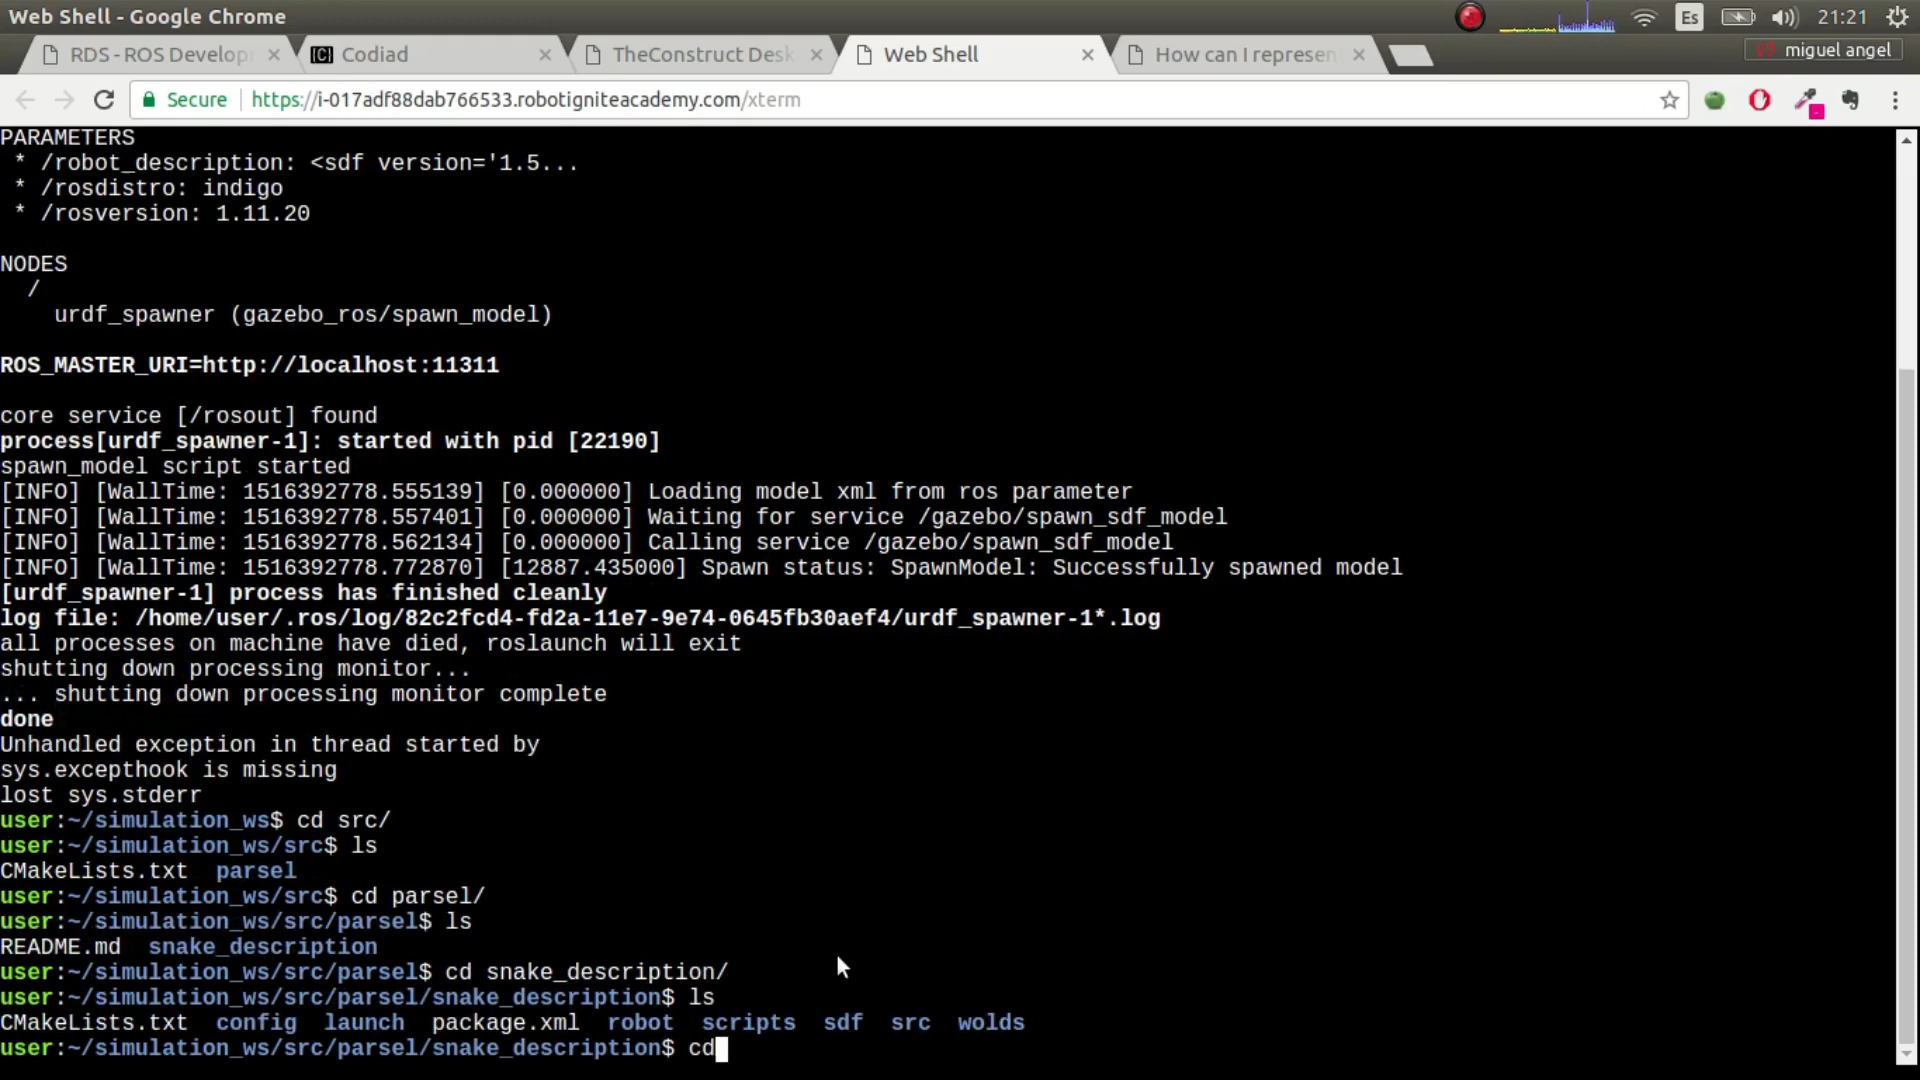 Web Shell - Google Chrome
Es
21:21
RDS - ROS Develop
Codiad
TheConstruct Desk
Web Shell
How can I represen
miguel angel
Secure
https://i-017adf88dab766533.robotigniteacademy.com/xterm
PARAMETERS
* /robot_description: <sdf version='1.5...
* /rosdistro: indigo
* /rosversion: 1.11.20
NODES
/
urdf_spawner (gazebo_ros/spawn_model)
ROS_MASTER_URI=http://localhost:11311
core service [/rosout] found
process[urdf_spawner-1]: started with pid [22190]
spawn_model script started
[INFO] [WallTime: 1516392778.555139] [0.000000] Loading model xml from ros parameter
[INFO] [WallTime: 1516392778.557401] [0.000000] Waiting for service /gazebo/spawn_sdf_model
[INFO] [WallTime: 1516392778.562134] [0.000000] Calling service /gazebo/spawn_sdf_model
[INFO] [WallTime: 1516392778.772870] [12887.435000] Spawn status: SpawnModel: Successfully spawned model
[urdf_spawner-1] process has finished cleanly
log file: /home/user/.ros/log/82c2fcd4-fd2a-11e7-9e74-0645fb30aef4/urdf_spawner-1*.log
all processes on machine have died, roslaunch will exit
shutting down processing monitor...
... shutting down processing monitor complete
done
Unhandled exception in thread started by
sys.excepthook is missing
lost sys.stderr
user:~/simulation_ws$ cd src/
user:~/simulation_ws/src$ ls
CMakeLists.txt parsel
user:~/simulation_ws/src$ cd parsel/
user:~/simulation_ws/src/parsel$ ls
README.md snake_description
user:~/simulation_ws/src/parsel$ cd snake_description/
user:~/simulation_ws/src/parsel/snake_description$ ls
CMakeLists.txt config launch package.xml robot scripts sdf src wolds
user:~/simulation_ws/src/parsel/snake_description$ cd